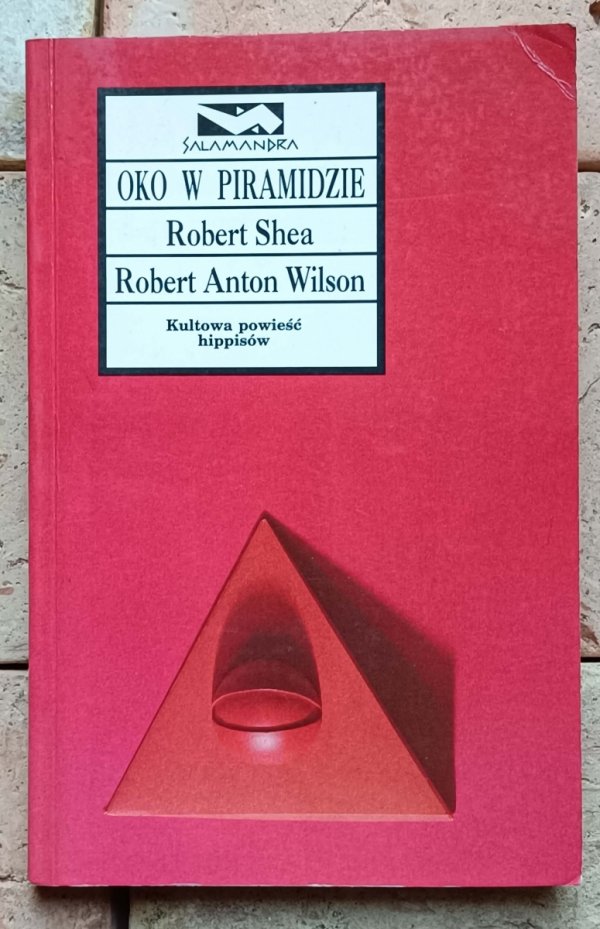 SALAMANDRA
OKO W PIRAMIDZIE
Robert Shea
Robert Anton Wilson
Kultowa powieść
hippisów